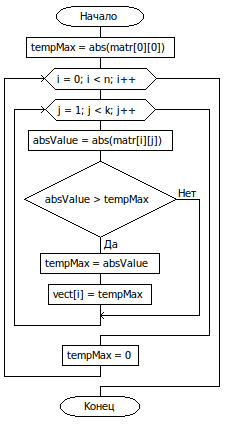 Начало
tempMax = abs(matr[0][0])
i = 0; i < n; i++
j = 1; j < k; j++
absValue = abs(matr[i][j])
absValue > tempMax
Нет
Да
tempMax = absValue
vect[i] = tempMax
tempMax = 0
Конец